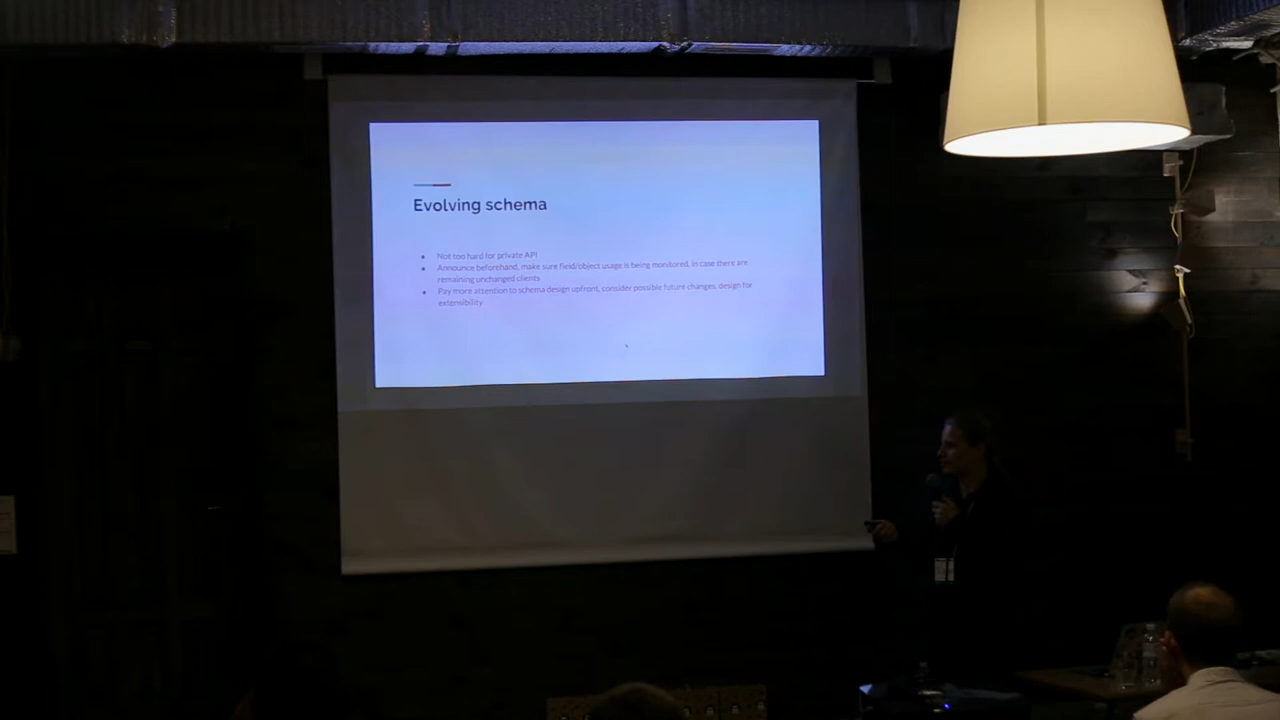 Evolving schema
Not too hard for private API
Announce beforehand, make sure field/object usage is being monitored, in case there are
remaining unchanged clients
Pay more attention to schema design upfront, consider possible future changes, design for
extensibility